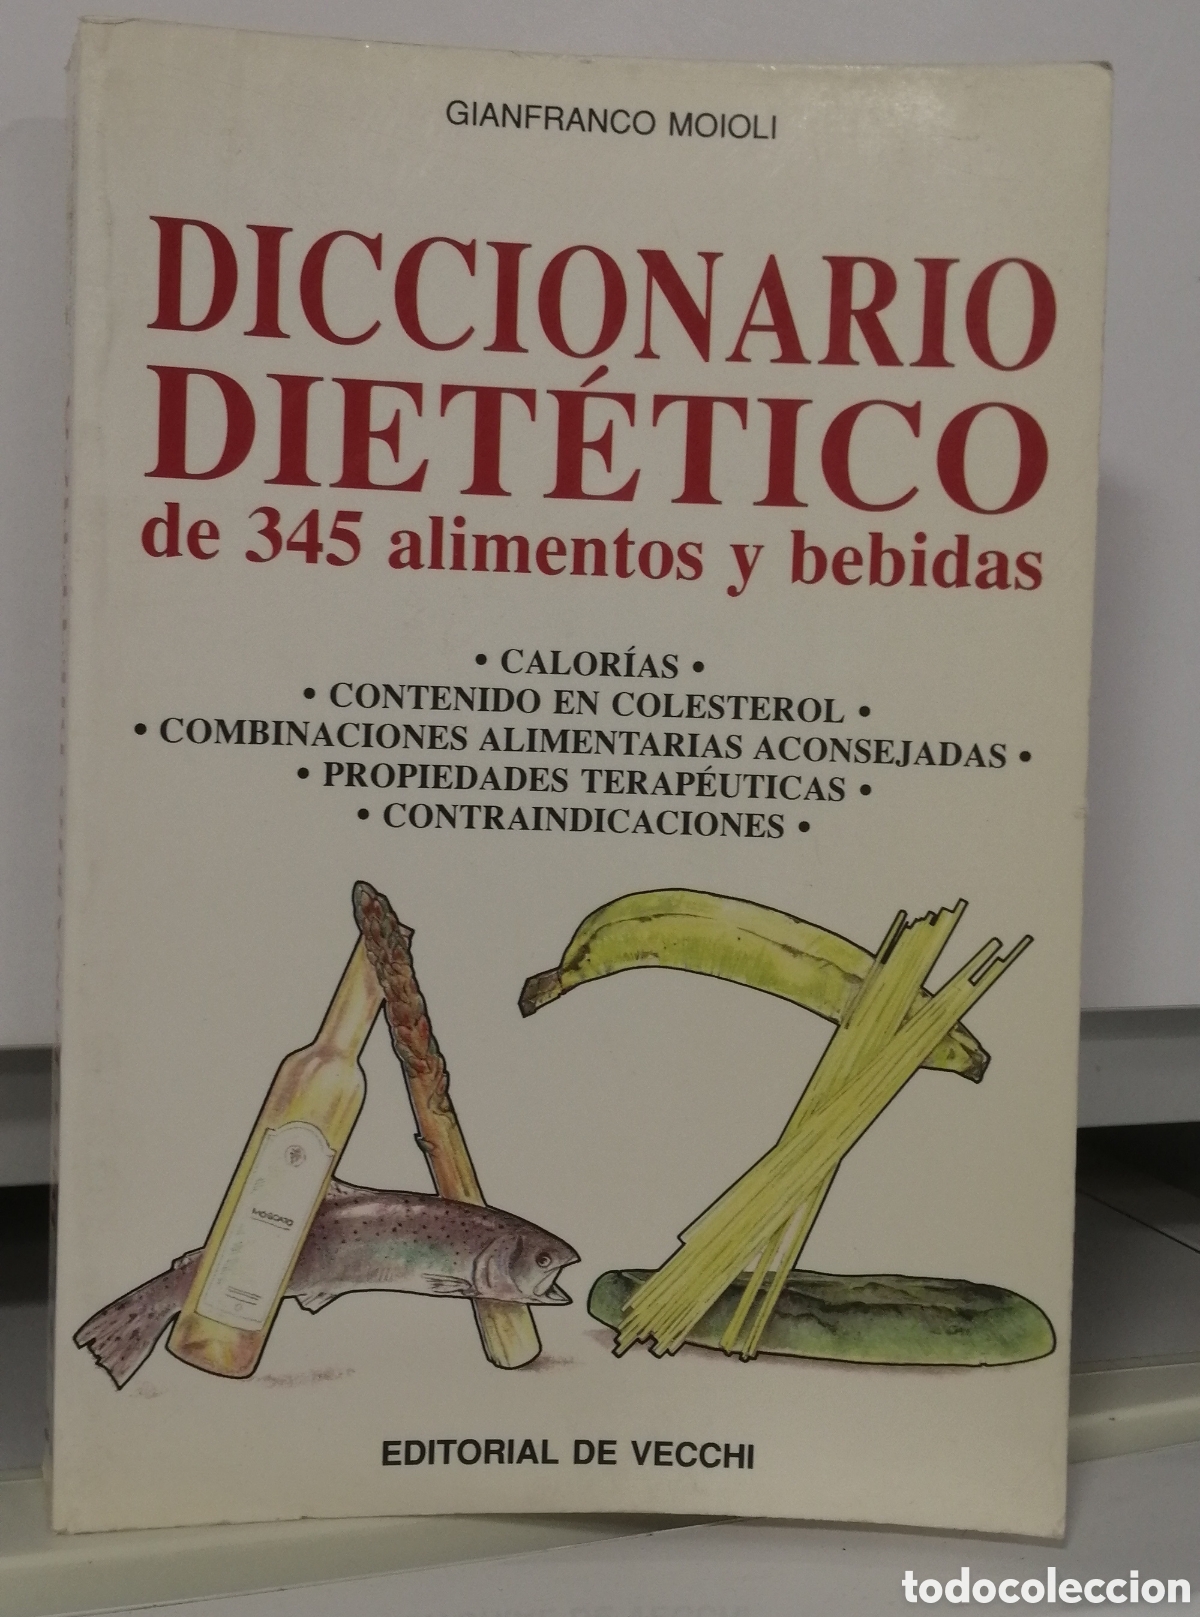 GIANFRANCO MOIOLI
DICCIONARIO
DIETÉTICO
de 345 alimentos y bebidas
• CALORÍAS •
• CONTENIDO EN COLESTEROL •
• COMBINACIONES ALIMENTARIAS ACONSEJADAS •
• PROPIEDADES TERAPÉUTICAS •
• CONTRAINDICACIONES •
MOSCATO
EDITORIAL DE VECCHI
todocoleccion